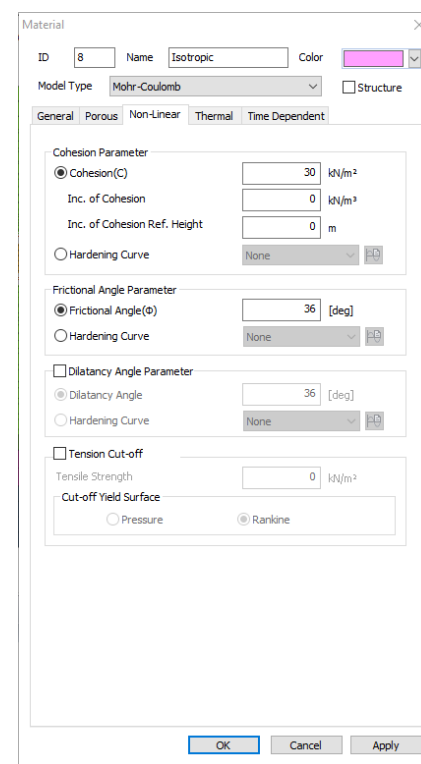 Material
ID 8 Name Isotropic Color
Model Type Mohr-Coulomb Structure
General Porous Non-Linear Thermal Time Dependent
Cohesion Parameter
Cohesion(C) 30 kN/m²
Inc. of Cohesion 0 kN/m³
Inc. of Cohesion Ref. Height 0 m
Hardening Curve None
Frictional Angle Parameter
Frictional Angle(Φ) 36 [deg]
Hardening Curve None
Dilatancy Angle Parameter
Dilatancy Angle 36 [deg]
Hardening Curve None
Tension Cut-off
Tensile Strength 0 kN/m²
Cut-off Yield Surface
Pressure Rankine
OK Cancel Apply